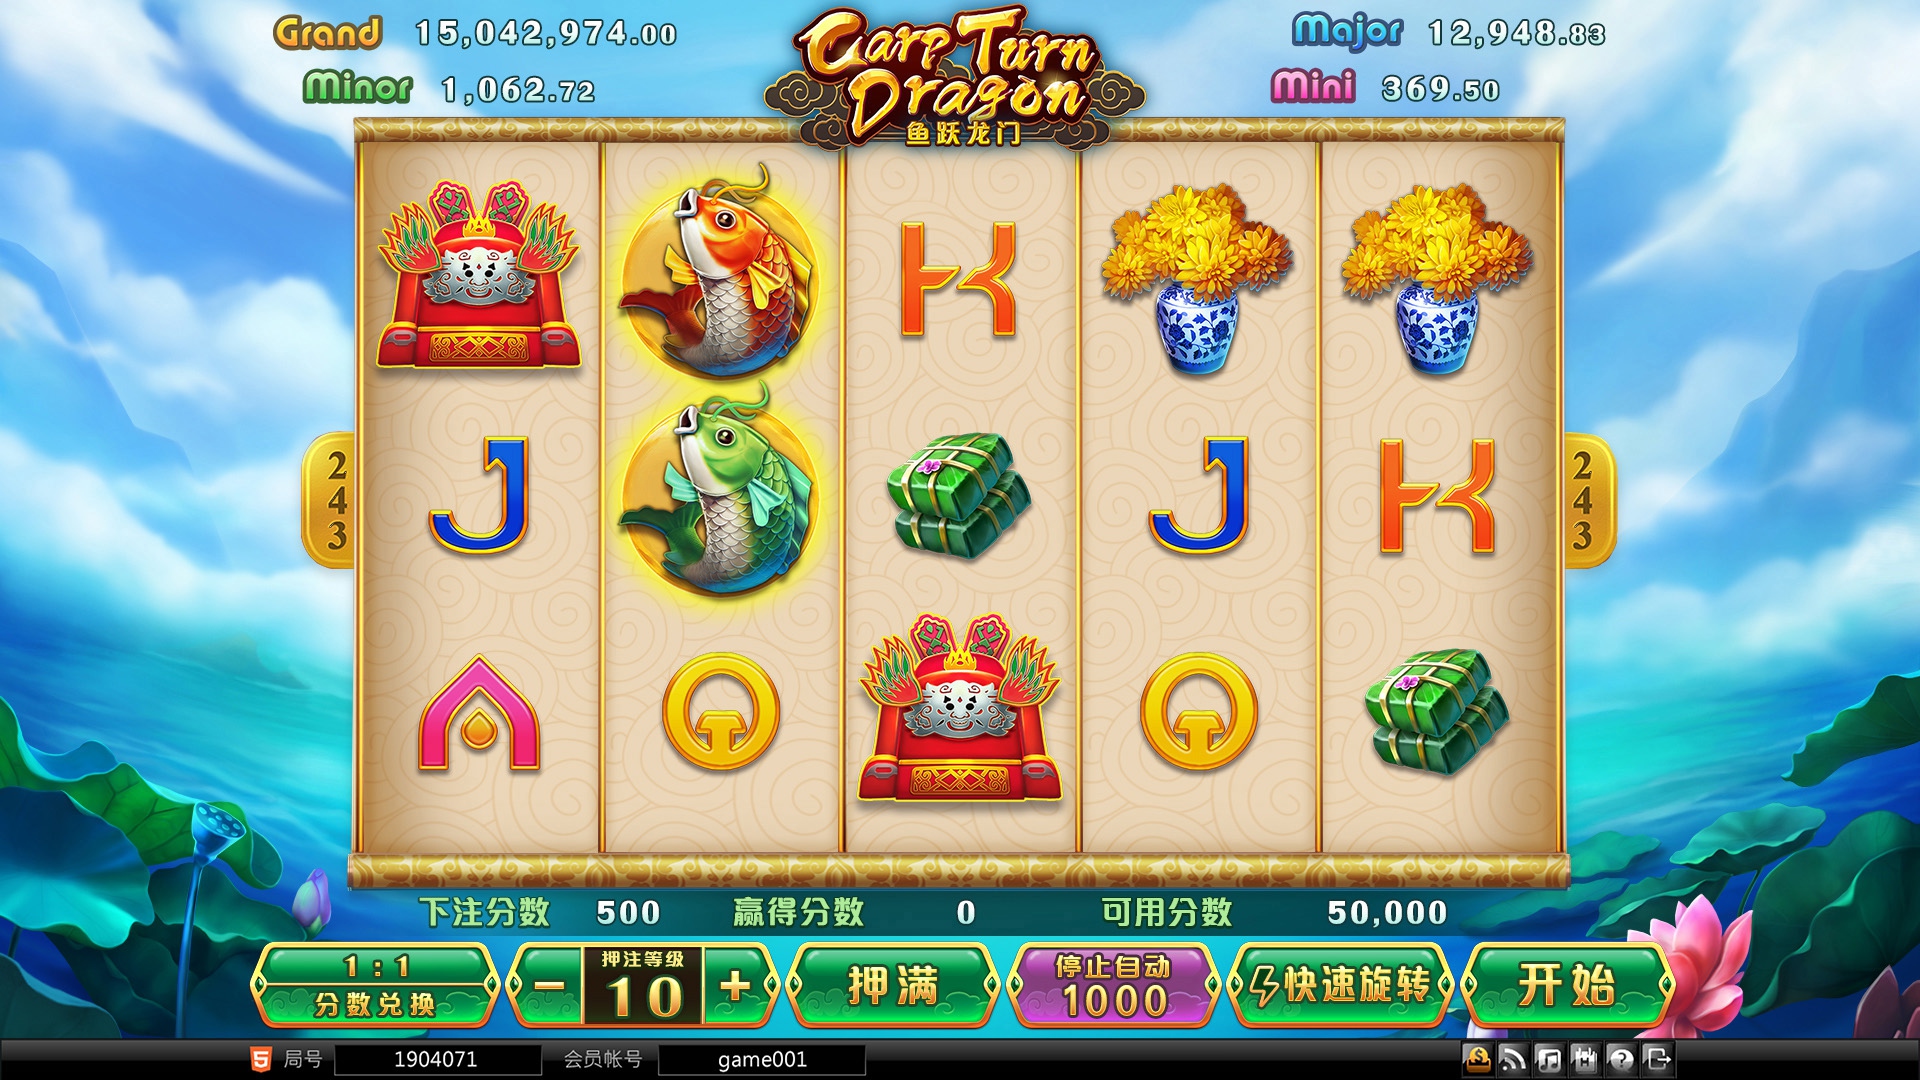 Grand 15,042,974.00
Minor 1,062.72
Carp Turn
Dragon
鱼跃龙门
Major 12,948.83
Mini 369.50
K
J
J
K
A
Q
Q
243
243
下注分数 500 赢得分数 0 可用分数 50,000
1:1
分数兑换
−
押注等级
10
+
押满
停止自动
1000
快速旋转
开始
5 局号 1904071 会员帐号 game001
$
?